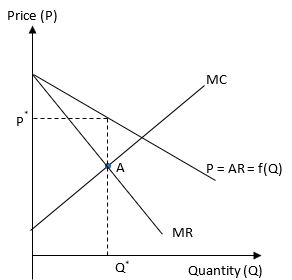 Price (P)
MC
P*
A
P = AR = f(Q)
MR
Q*
Quantity (Q)